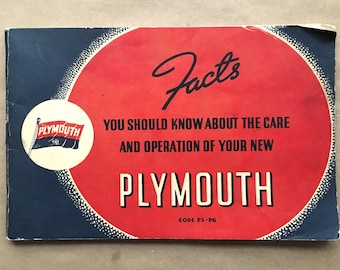 Facts
YOU SHOULD KNOW ABOUT THE CARE
AND OPERATION OF YOUR NEW
PLYMOUTH
PLYMOUTH
CODE P5-P6